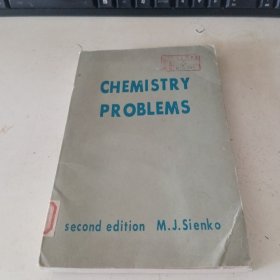 CHEMISTRY
PROBLEMS
second edition M.J.Sienko